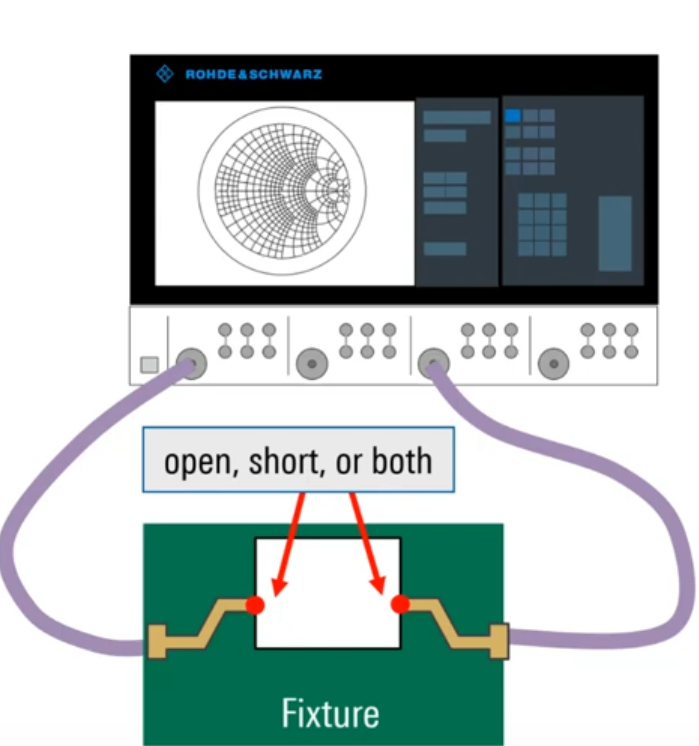 ROHDE&SCHWARZ
open, short, or both
Fixture